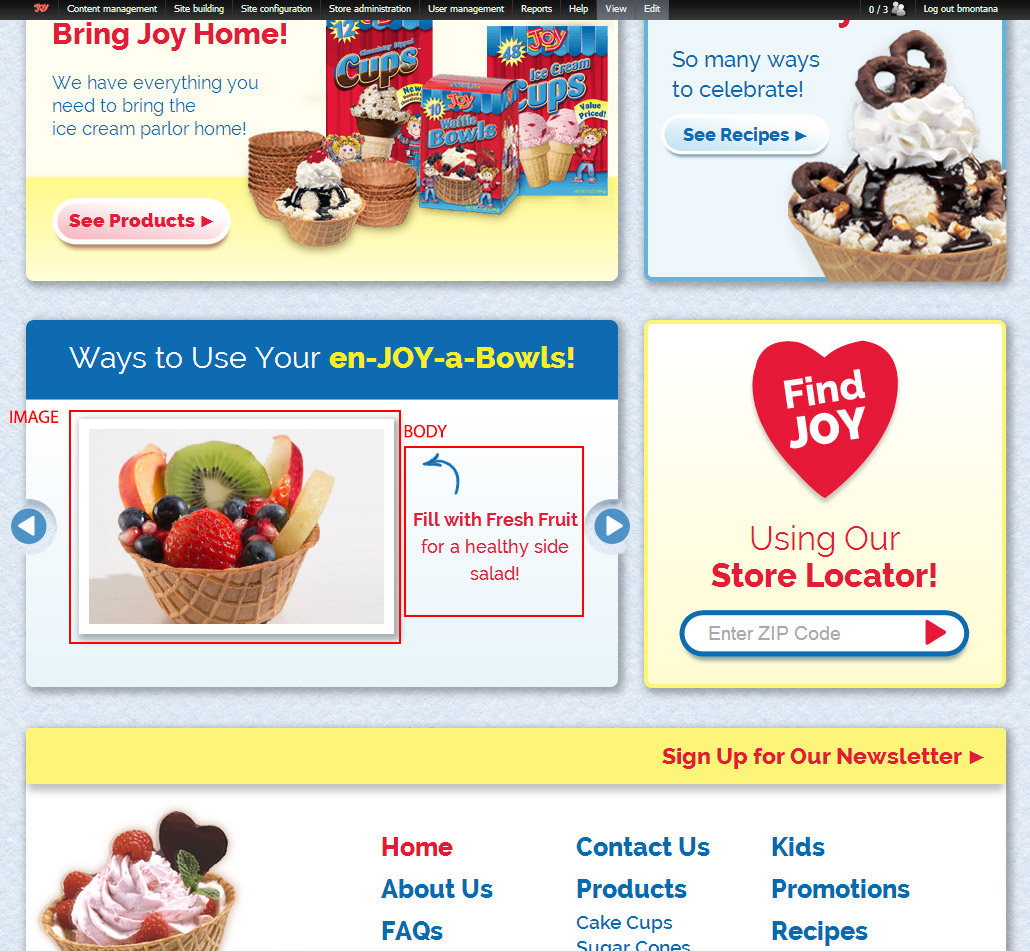 JOY Content management Site building Site configuration Store administration User management Reports Help View Edit 0 / 3 Log out bmontana
Bring Joy Home!
We have everything you
need to bring the
ice cream parlor home!
See Products ►
12
Chocolaty Dipped
Cups
New
10
JOY
Waffle
Bowls
48
JOY
Ice Cream
Cups
Value
Priced!
So many ways
to celebrate!
See Recipes ►
Ways to Use Your en-JOY-a-Bowls!
IMAGE
BODY
Fill with Fresh Fruit
for a healthy side
salad!
Find
JOY
Using Our
Store Locator!
Enter ZIP Code
Sign Up for Our Newsletter ►
Home
About Us
FAQs
Contact Us
Products
Cake Cups
Sugar Cones
Kids
Promotions
Recipes